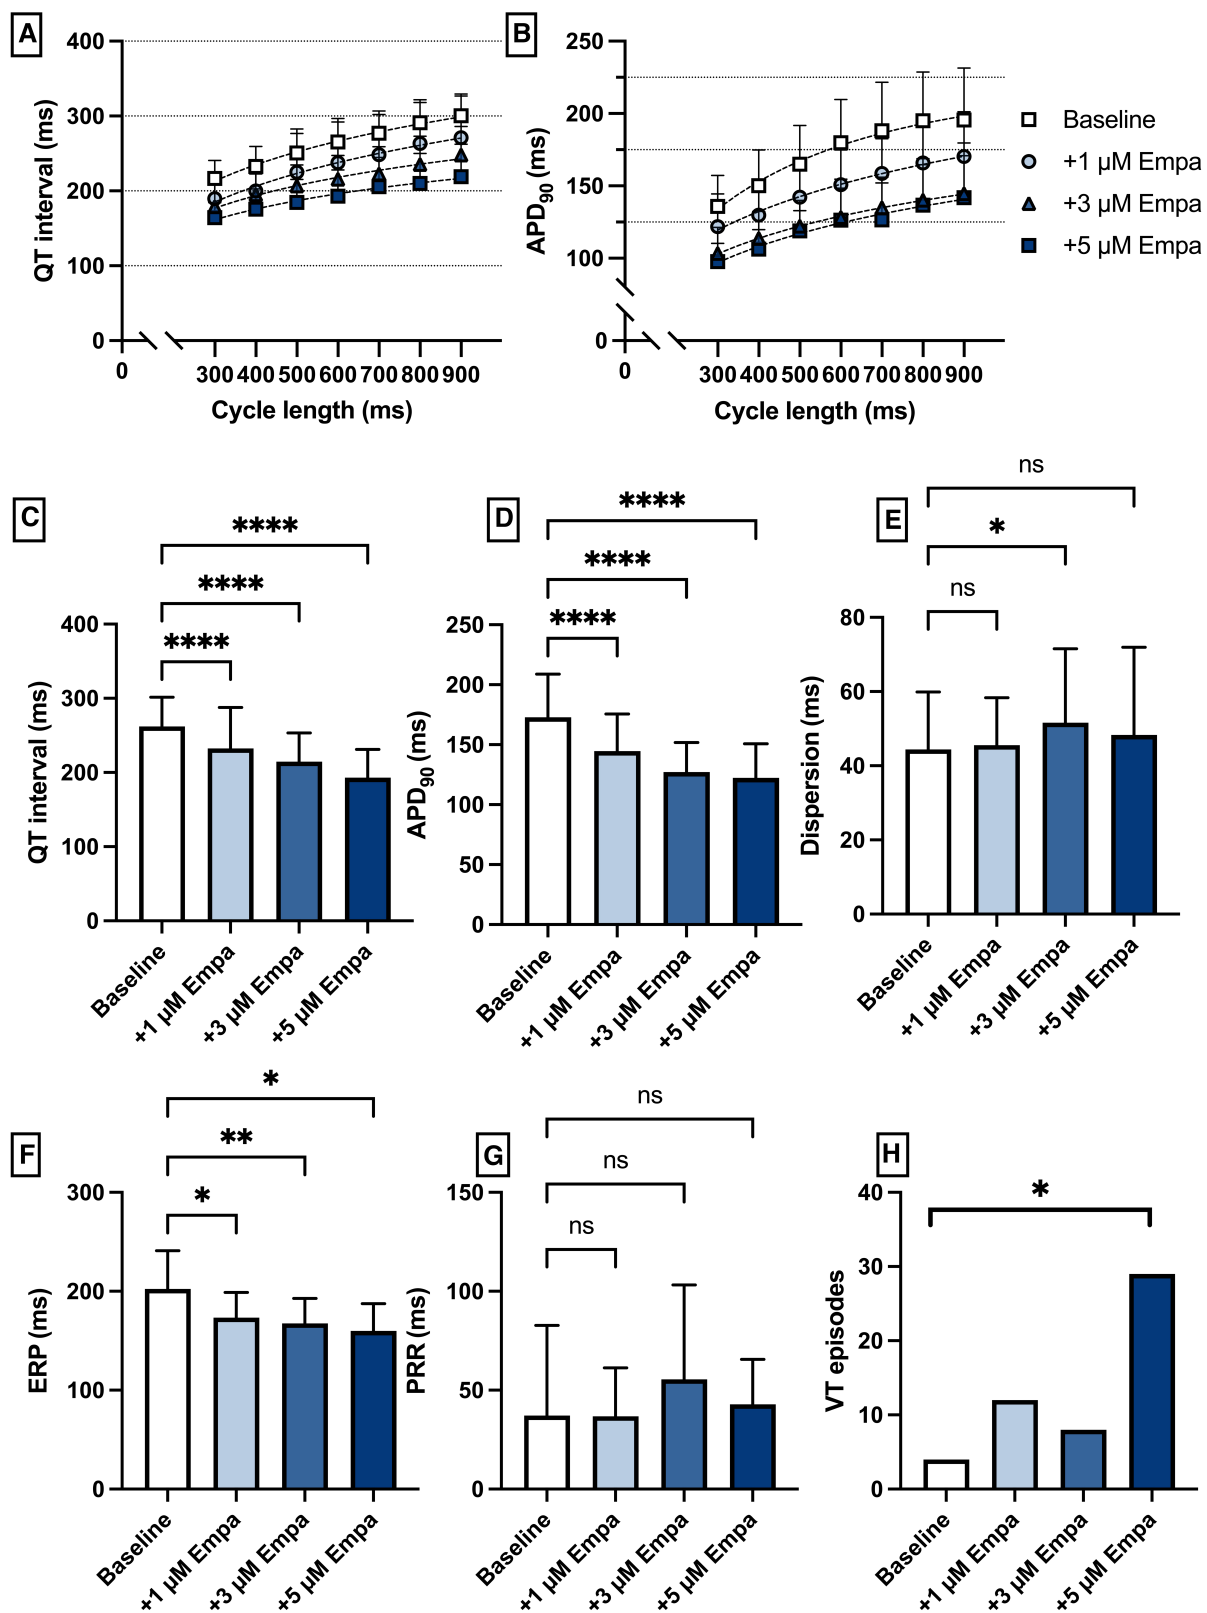 A
QT interval (ms)
400
300
200
100
0
0
300 400 500 600 700 800 900
Cycle length (ms)
B
APD90 (ms)
250
200
150
100
0
0
300 400 500 600 700 800 900
Cycle length (ms)
Baseline
+1 µM Empa
+3 µM Empa
+5 µM Empa
C
****
****
****
QT interval (ms)
400
300
200
100
0
Baseline
+1 µM Empa
+3 µM Empa
+5 µM Empa
D
****
****
****
APD90 (ms)
250
200
150
100
50
0
Baseline
+1 µM Empa
+3 µM Empa
+5 µM Empa
E
ns
*
ns
Dispersion (ms)
80
60
40
20
0
Baseline
+1 µM Empa
+3 µM Empa
+5 µM Empa
F
*
**
*
ERP (ms)
300
200
100
0
Baseline
+1 µM Empa
+3 µM Empa
+5 µM Empa
G
ns
ns
ns
PRR (ms)
150
100
50
0
Baseline
+1 µM Empa
+3 µM Empa
+5 µM Empa
H
*
VT episodes
40
30
20
10
0
Baseline
+1 µM Empa
+3 µM Empa
+5 µM Empa